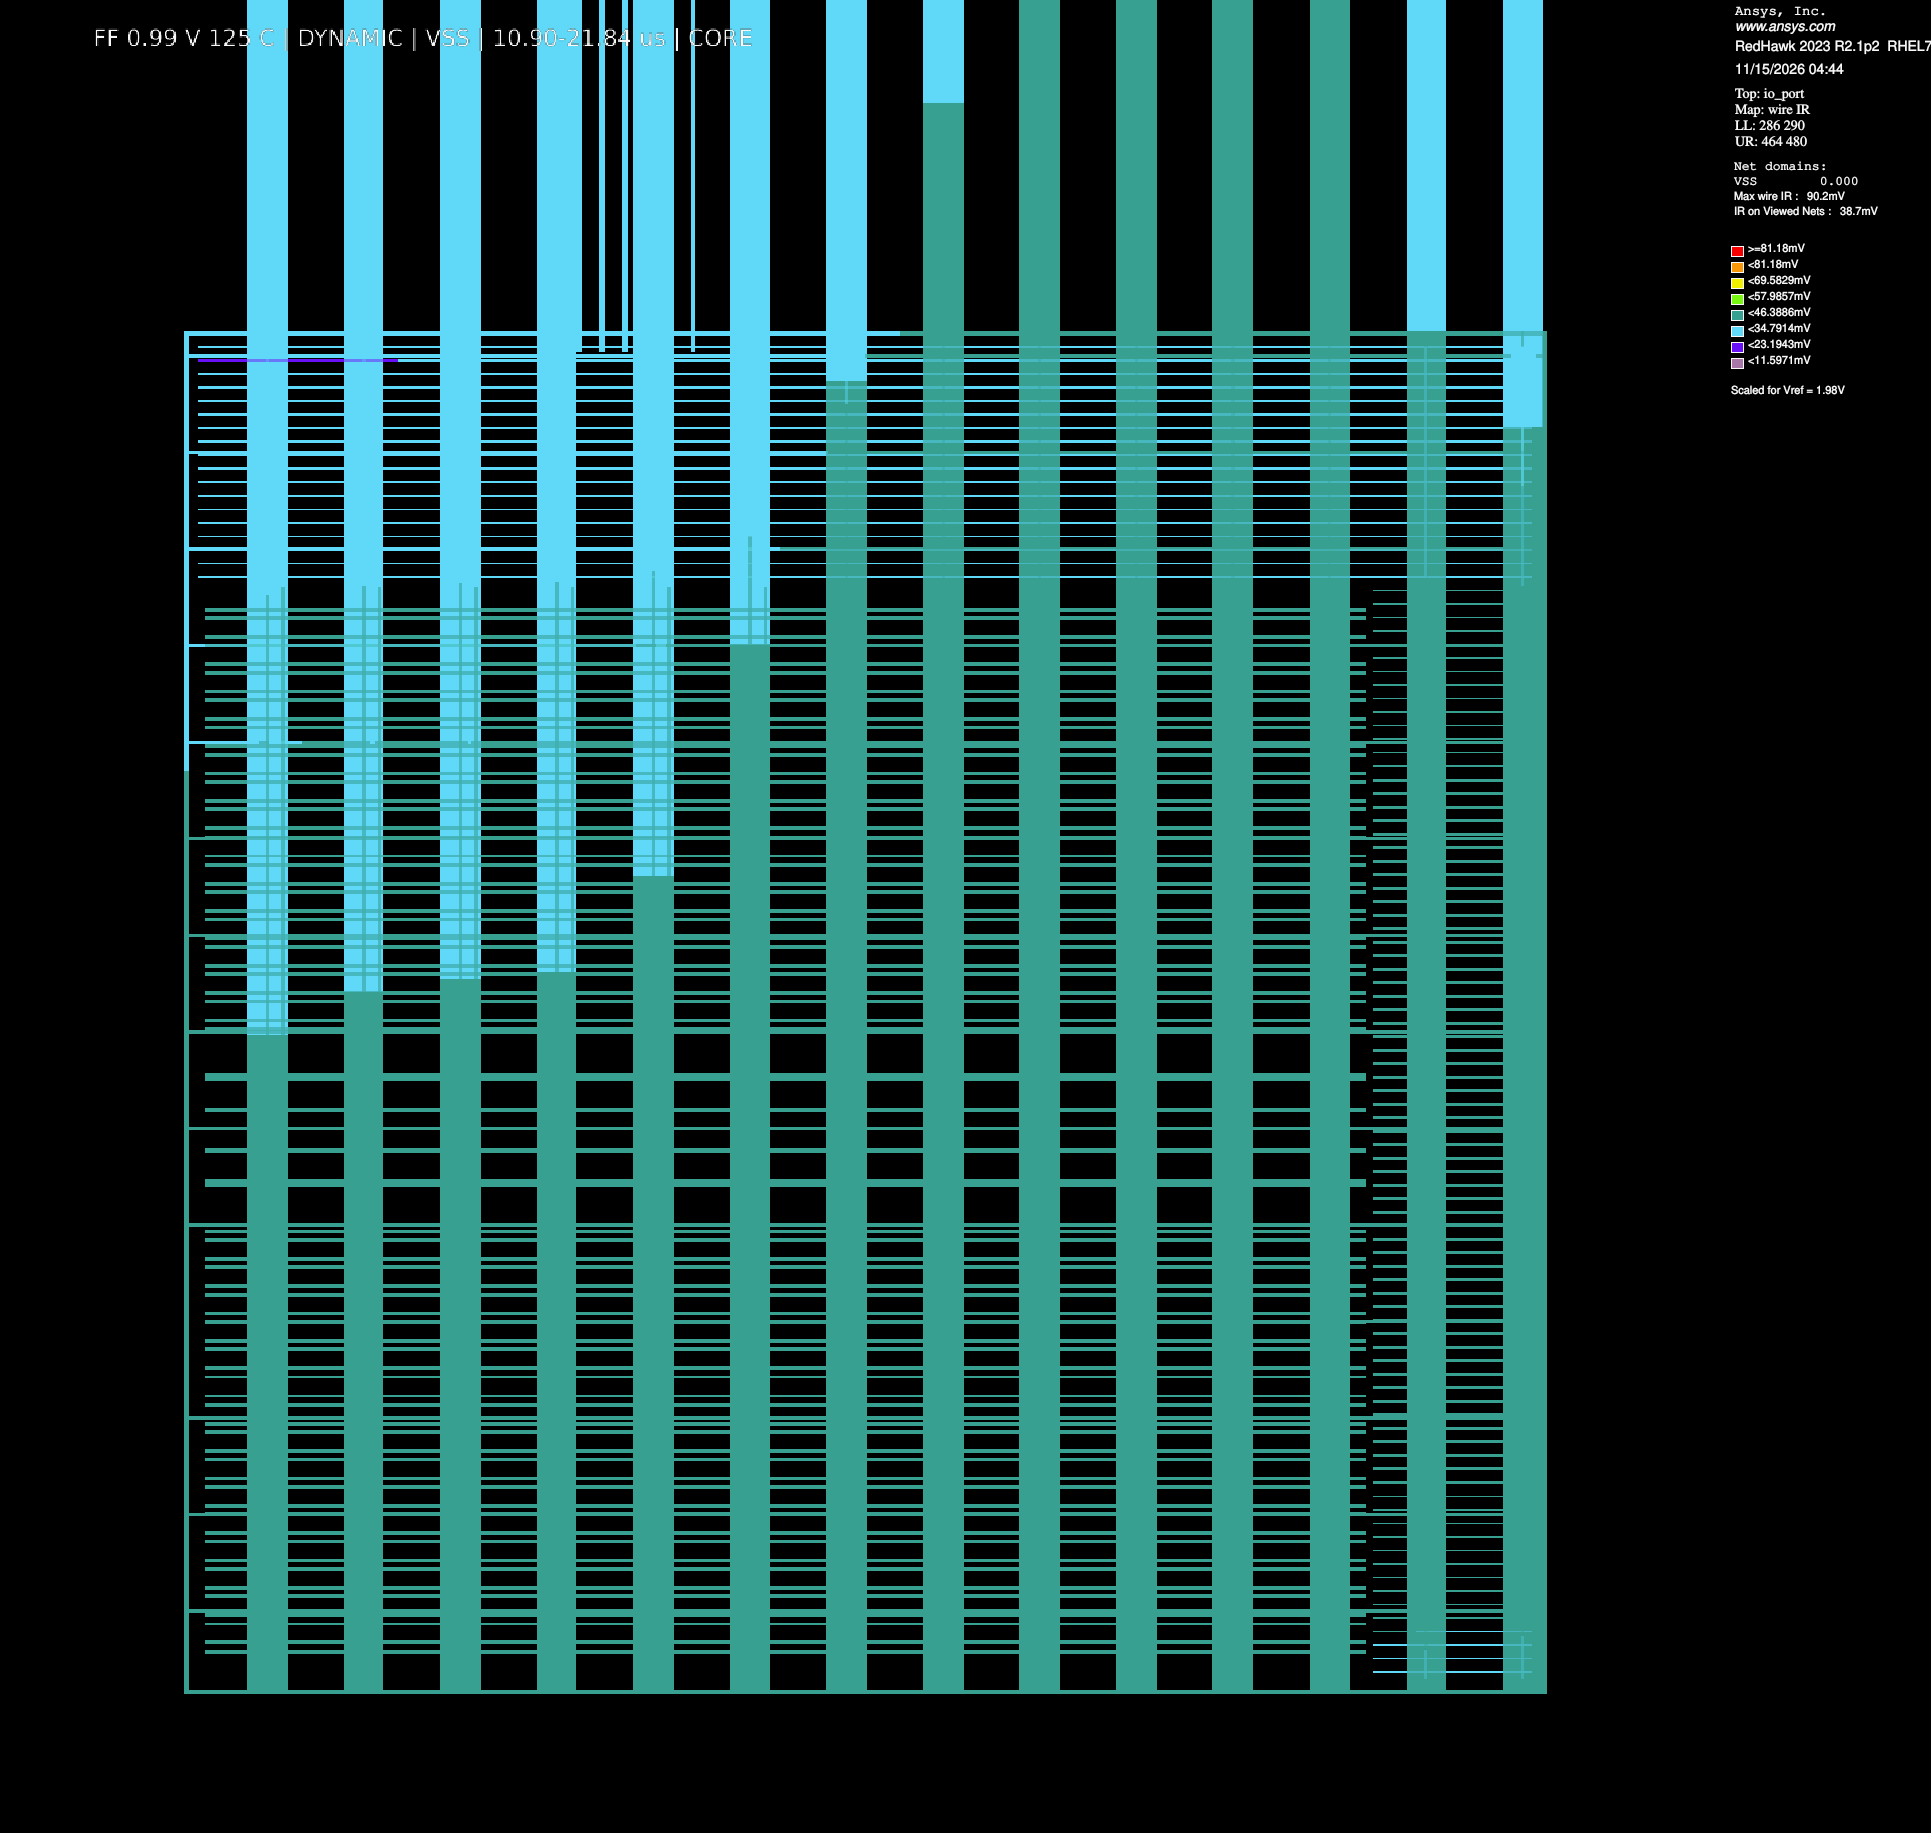 FF 0.99 V 125 C | DYNAMIC | VSS | 10.90-21.84 us | CORE
Ansys, Inc.
www.ansys.com
RedHawk 2023 R2.1p2 RHEL7
11/15/2026 04:44
Top: io_port
Map: wire IR
LL: 286 290
UR: 464 480
Net domains:
VSS 0.000
Max wire IR : 90.2mV
IR on Viewed Nets : 38.7mV
>=81.18mV
<81.18mV
<69.5829mV
<57.9857mV
<46.3886mV
<34.7914mV
<23.1943mV
<11.5971mV
Scaled for Vref = 1.98V